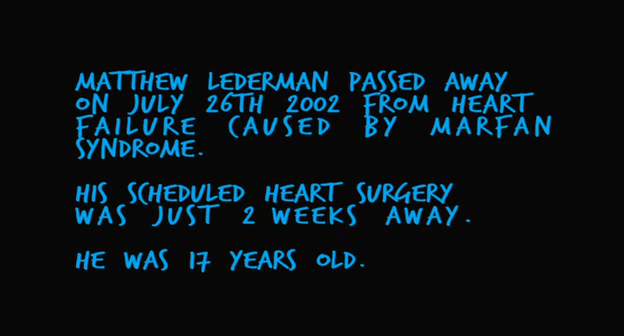 MATTHEW LEDERMAN PASSED AWAY
ON JULY 26TH 2002 FROM HEART
FAILURE CAUSED BY MARFAN
SYNDROME.
HIS SCHEDULED HEART SURGERY
WAS JUST 2 WEEKS AWAY.
HE WAS 17 YEARS OLD.